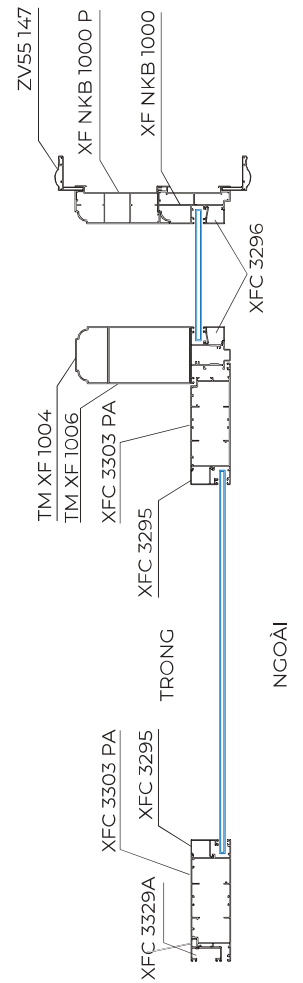 ZV55 147
XF NKB 1000 P
XF NKB 1000
XFC 3296
TM XF 1004
TM XF 1006
XFC 3303 PA
XFC 3295
TRONG
NGOÀI
XFC 3303 PA
XFC 3295
XFC 3329A